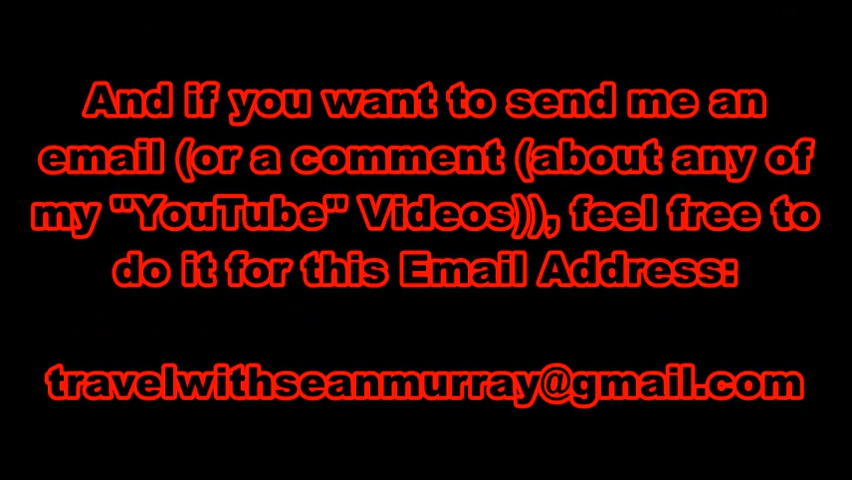 And if you want to send me an
email (or a comment (about any of
my "YouTube" Videos)), feel free to
do it for this Email Address:
travelwithseanmurray@gmail.com